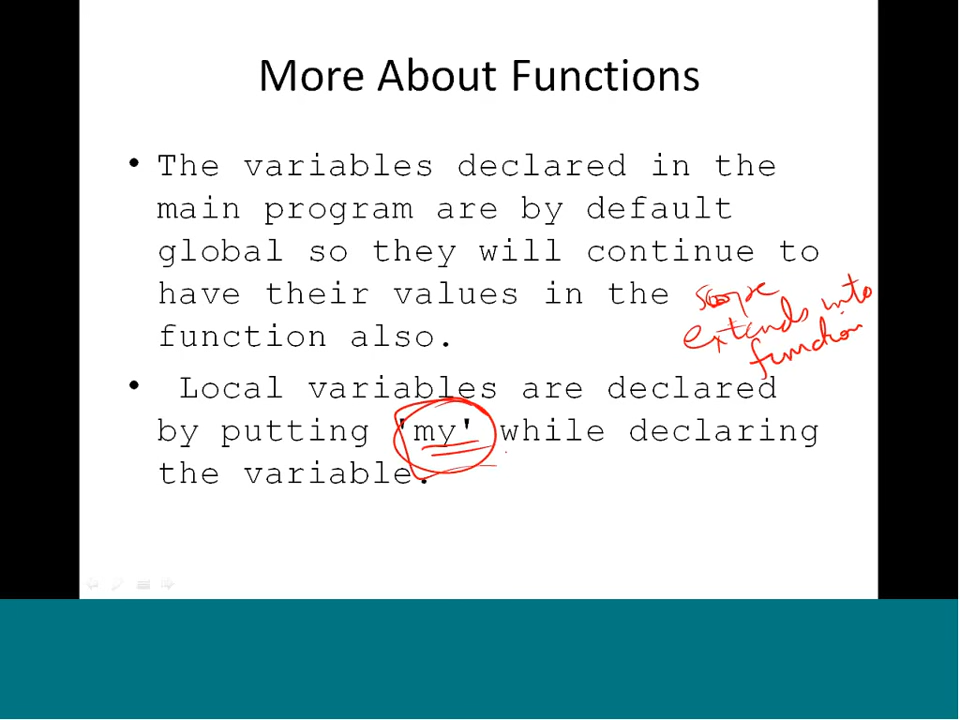 More About Functions
• The variables declared in the
main program are by default
global so they will continue to
have their values in the
function also.
scope
extends into
function
• Local variables are declared
by putting 'my' while declaring
the variable.